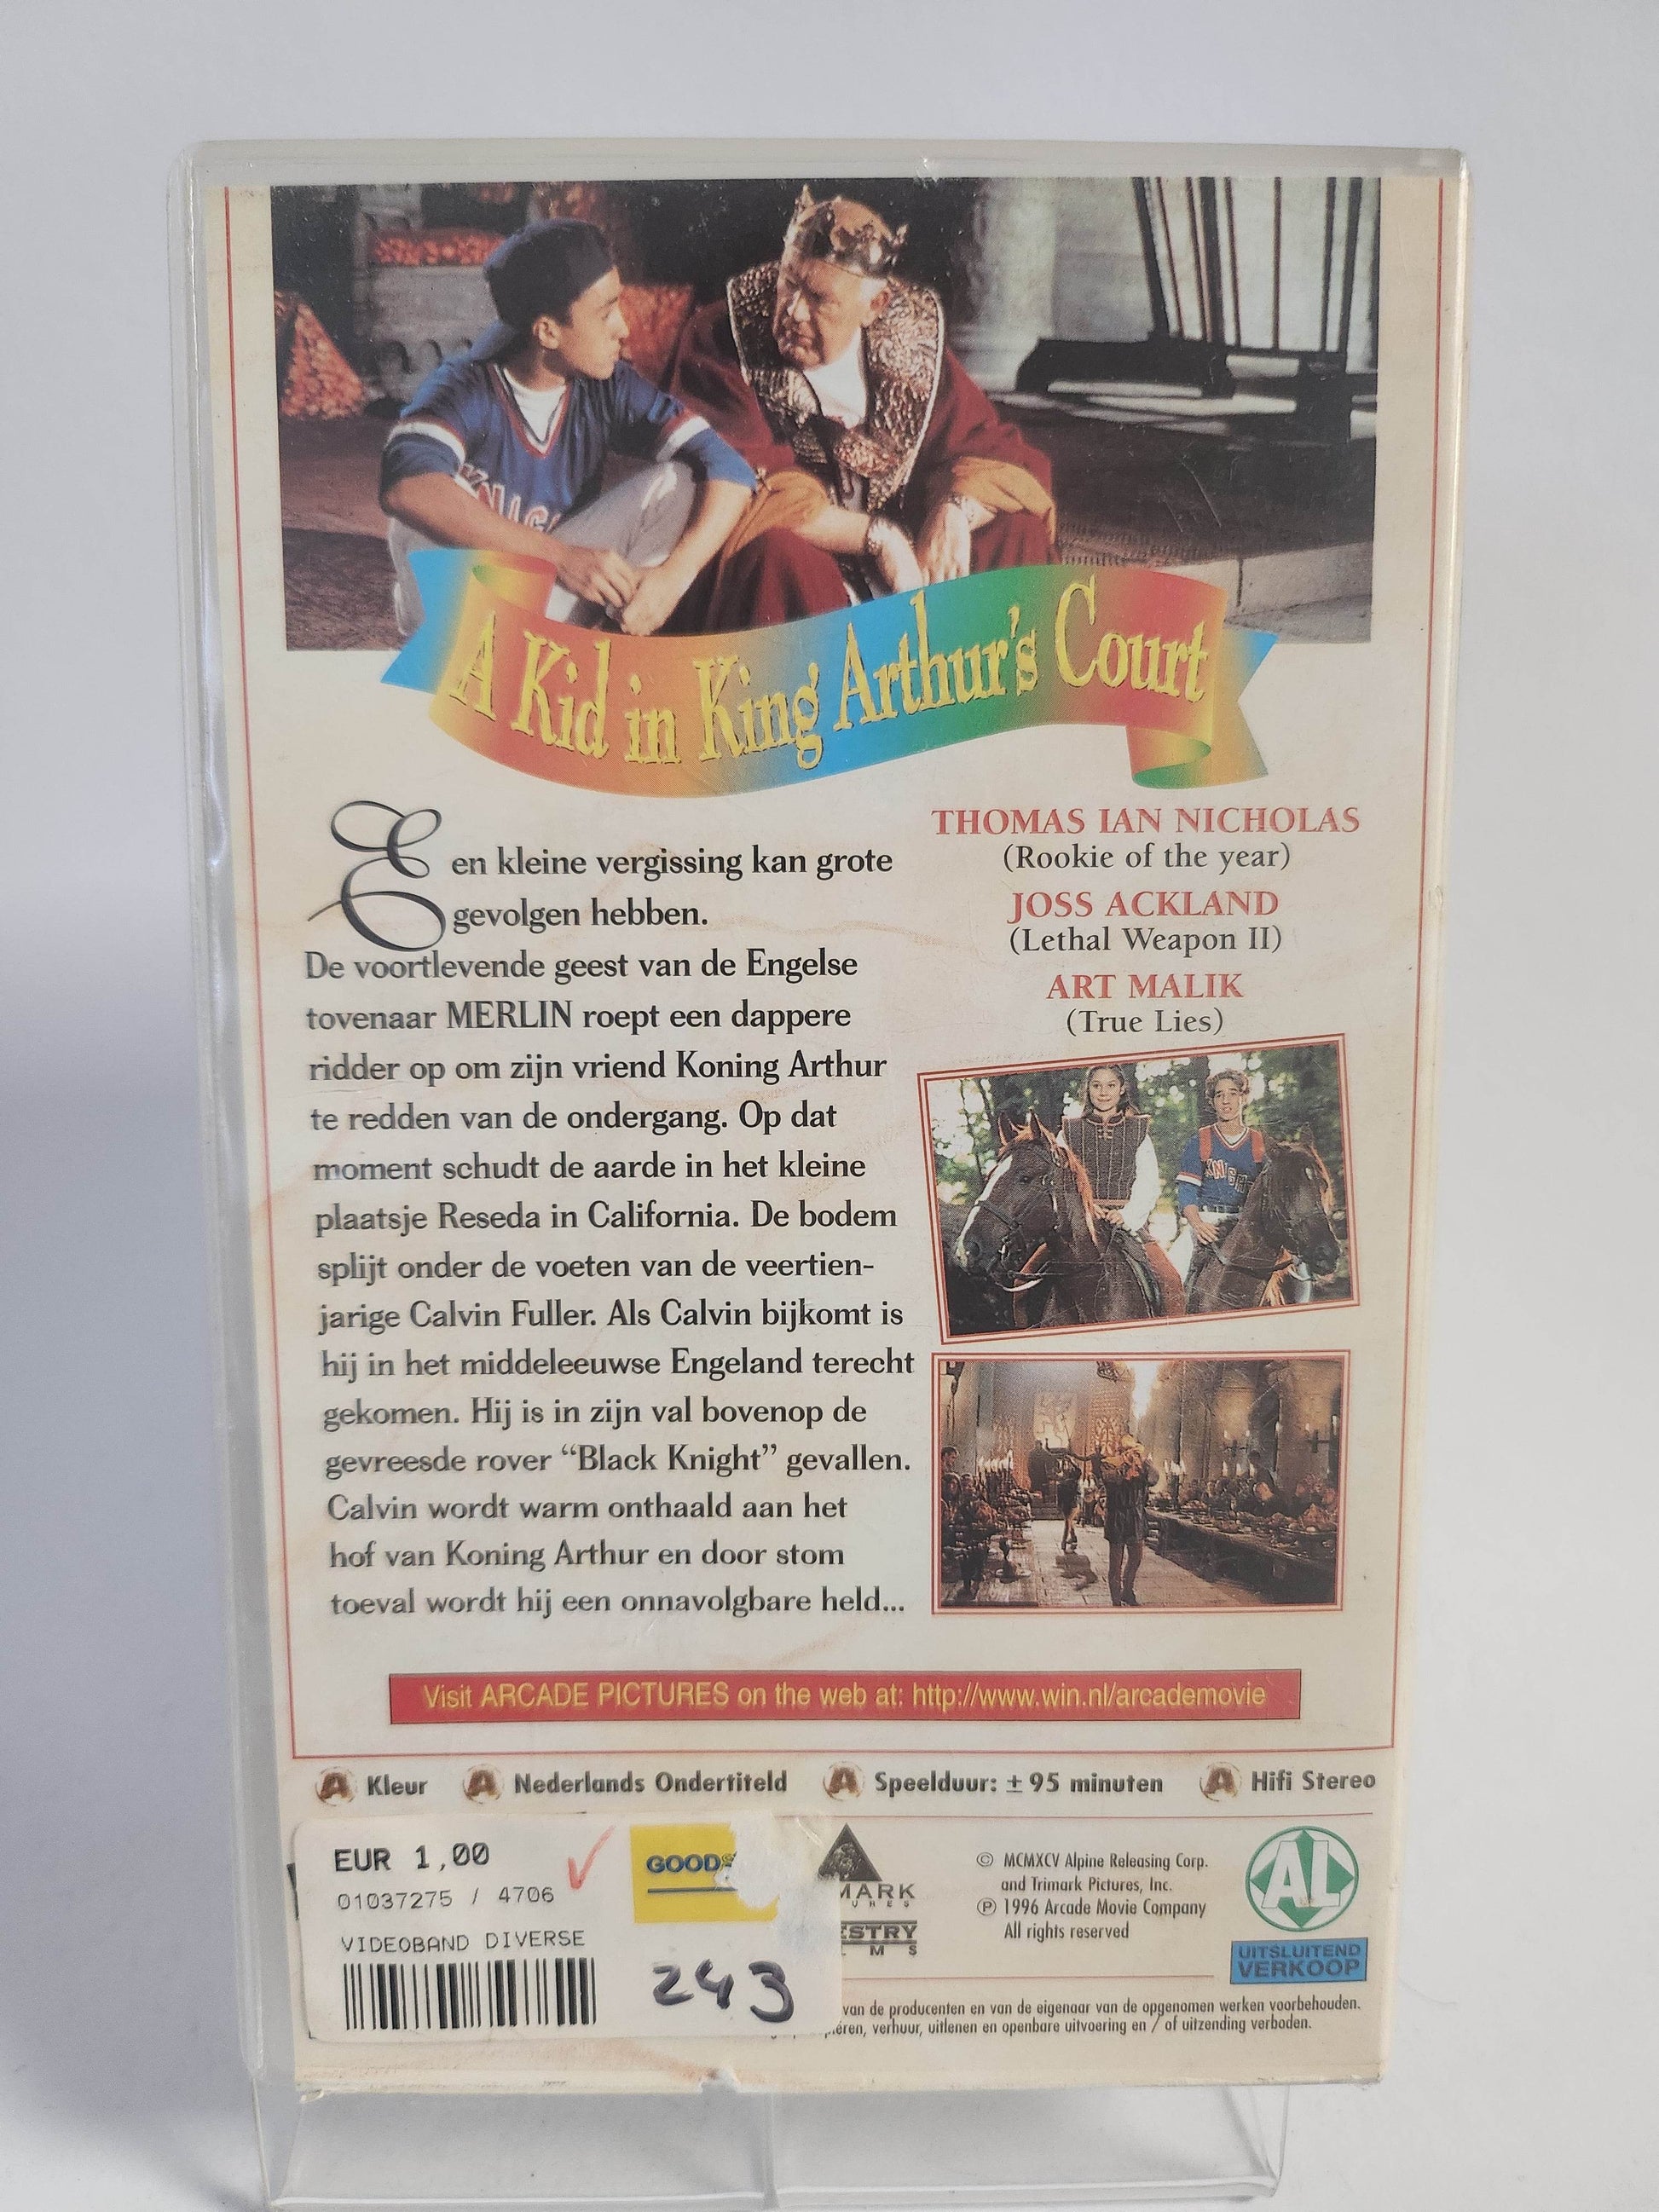 KNIGH
A Kid in King Arthur's Court
Een kleine vergissing kan grote
gevolgen hebben.
De voortlevende geest van de Engelse
tovenaar MERLIN roept een dappere
ridder op om zijn vriend Koning Arthur
te redden van de ondergang. Op dat
moment schudt de aarde in het kleine
plaatsje Reseda in California. De bodem
splijt onder de voeten van de veertien-
jarige Calvin Fuller. Als Calvin bijkomt is
hij in het middeleeuwse Engeland terecht
gekomen. Hij is in zijn val bovenop de
gevreesde rover “Black Knight” gevallen.
Calvin wordt warm onthaald aan het
hof van Koning Arthur en door stom
toeval wordt hij een onnavolgbare held...
THOMAS IAN NICHOLAS
(Rookie of the year)
JOSS ACKLAND
(Lethal Weapon II)
ART MALIK
(True Lies)
KNIGH
Visit ARCADE PICTURES on the web at: http://www.win.nl/arcademovie
A Kleur A Nederlands Ondertiteld A Speelduur: ± 95 minuten A Hifi Stereo
EUR 1,00
01037275 / 4706
VIDEOBAND DIVERSE
GOODS
243
MARK
ESTRY
M S
© MCMXCV Alpine Releasing Corp.
and Trimark Pictures, Inc.
℗ 1996 Arcade Movie Company
All rights reserved
AL
UITSLUITEND
VERKOOP
van de producenten en van de eigenaar van de opgenomen werken voorbehouden.
ëren, verhuur, uitlenen en openbare uitvoering en / of uitzending verboden.